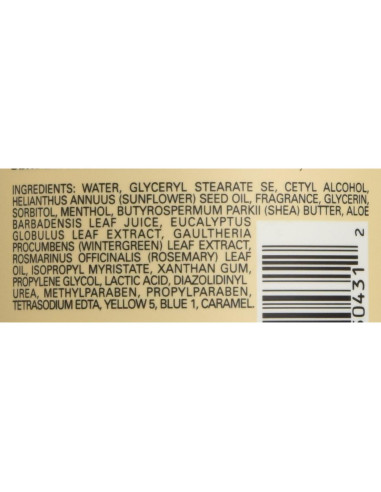 INGREDIENTS: WATER, GLYCERYL STEARATE SE, CETYL ALCOHOL,
HELIANTHUS ANNUUS (SUNFLOWER) SEED OIL, FRAGRANCE, GLYCERIN,
SORBITOL, MENTHOL, BUTYROSPERMUM PARKII (SHEA) BUTTER, ALOE
BARBADENSIS LEAF JUICE, EUCALYPTUS
GLOBULUS LEAF EXTRACT, GAULTHERIA
PROCUMBENS (WINTERGREEN) LEAF EXTRACT,
ROSMARINUS OFFICINALIS (ROSEMARY) LEAF
OIL, ISOPROPYL MYRISTATE, XANTHAN GUM,
PROPYLENE GLYCOL, LACTIC ACID, DIAZOLIDINYL
UREA, METHYLPARABEN, PROPYLPARABEN,
TETRASODIUM EDTA, YELLOW 5, BLUE 1, CARAMEL.
2
0431